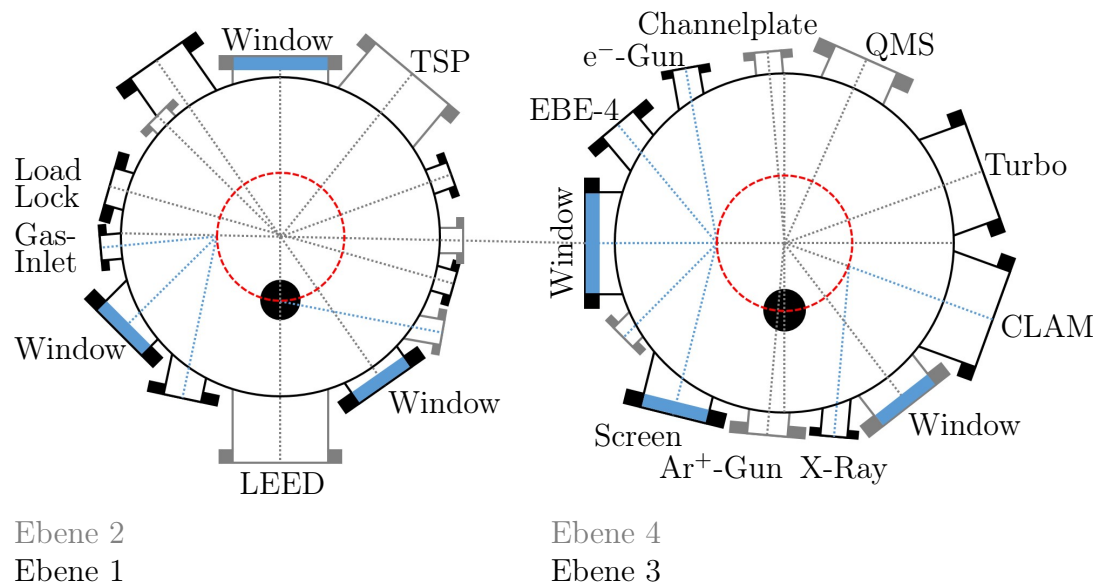 Window
TSP
Load
Lock
Gas-
Inlet
Window
Window
LEED
Ebene 2
Ebene 1
Channelplate
e⁻-Gun
QMS
EBE-4
Turbo
Window
CLAM
Window
Screen
Ar⁺-Gun
X-Ray
Ebene 4
Ebene 3